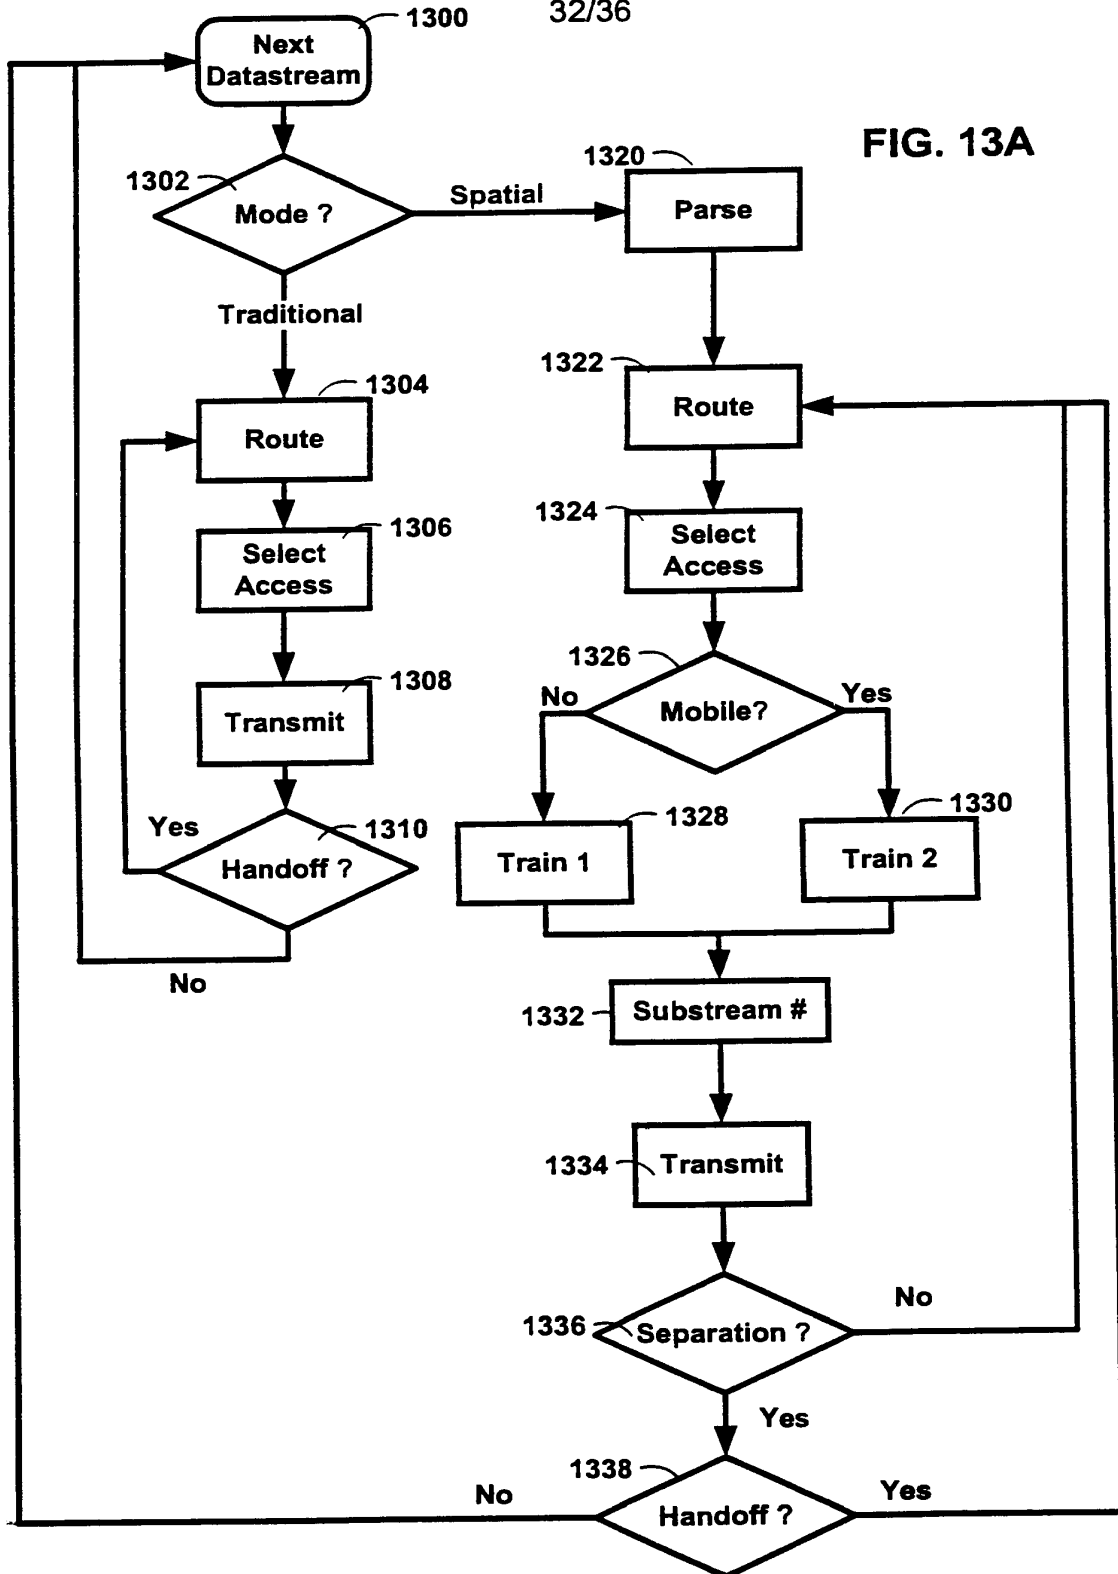 32/36
1300
Next
Datastream
FIG. 13A
1302
Mode ?
Spatial
1320
Parse
Traditional
1304
Route
1322
Route
1306
Select
Access
1324
Select
Access
1308
Transmit
1326
Mobile?
No
Yes
Yes
1310
Handoff ?
No
1328
Train 1
1330
Train 2
1332
Substream #
1334
Transmit
1336
Separation ?
No
Yes
1338
Handoff ?
No
Yes